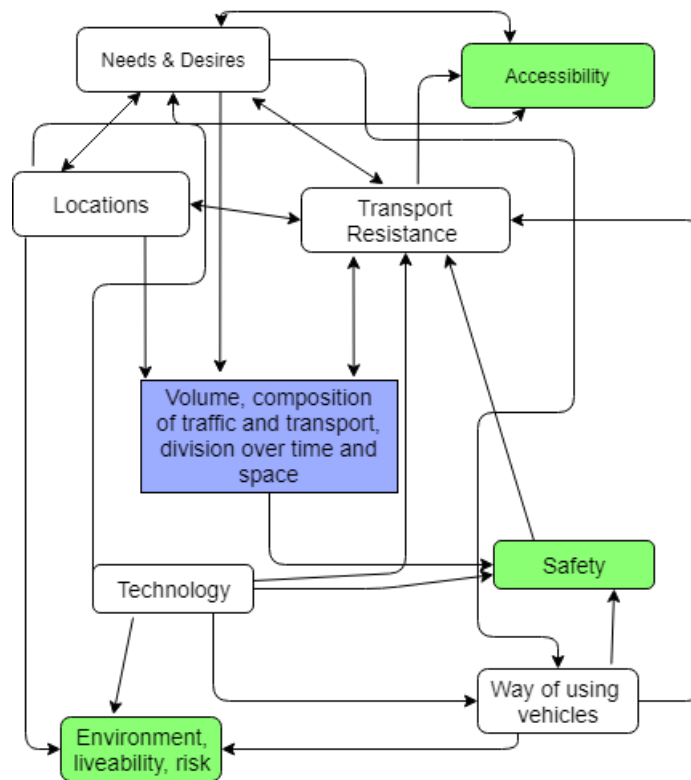 Needs & Desires
Accessibility
Locations
Transport
Resistance
Volume, composition
of traffic and transport,
division over time and
space
Safety
Technology
Way of using
vehicles
Environment,
liveability, risk